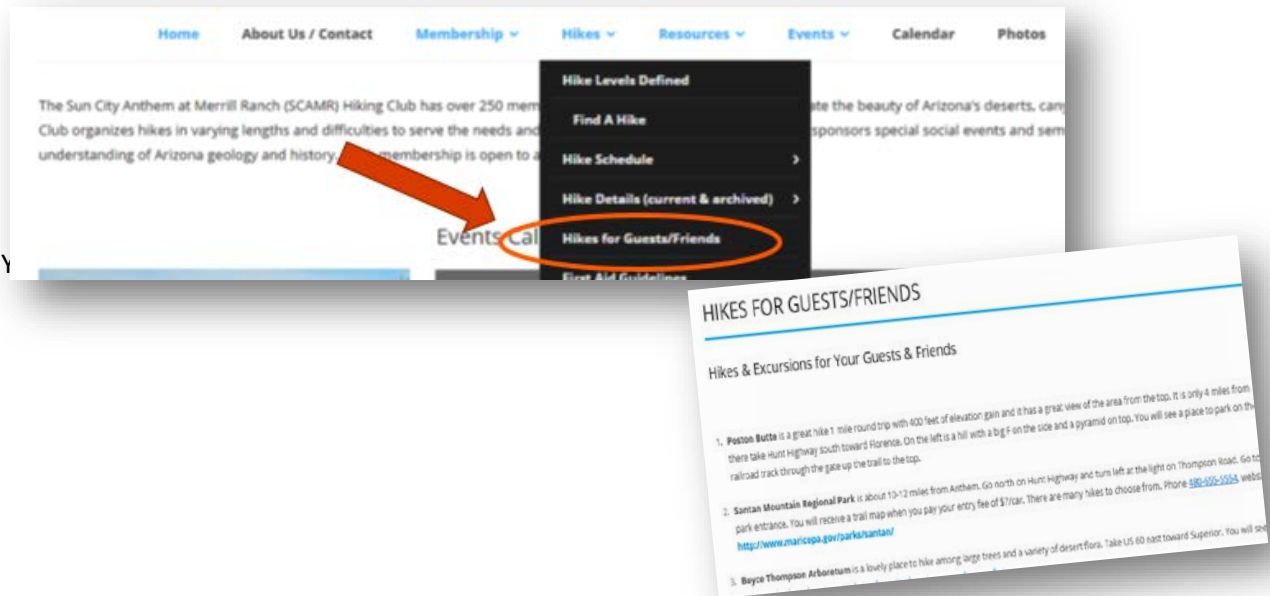 Home About Us / Contact Membership Hikes Resources Events Calendar Photos
Hike Levels Defined
Find A Hike
Hike Schedule
Hike Details (current & archived)
Hikes for Guests/Friends
First Aid Guidelines
The Sun City Anthem at Merrill Ranch (SCAMR) Hiking Club has over 250 mem ate the beauty of Arizona's deserts,
Club organizes hikes in varying lengths and difficulties to serve the needs and sponsors special social events and
understanding of Arizona geology and history. membership is open to a
Events Cal
Y
HIKES FOR GUESTS/FRIENDS
Hikes & Excursions for Your Guests & Friends
1. Poston Butte is a great hike 1 mile round trip with 400 feet of elevation gain and it has a great view of the area from the top. It is only 4 miles from
there take Hunt Highway south toward Florence. On the left is a hill with a big F on the side and a pyramid on top. You will see a place to park on the
railroad track through the gate up the trail to the top.
2. Santan Mountain Regional Park is about 10-12 miles from Anthem. Go north on Hunt Highway and turn left at the light on Thompson Road. Go to
park entrance. You will receive a trail map when you pay your entry fee of $7/car. There are many hikes to choose from. Phone 480-655-5554,
http://www.maricopa.gov/parks/santan/
3. Boyce Thompson Arboretum is a lovely place to hike among large trees and a variety of desert flora. Take US 60 east toward Superior. You will see